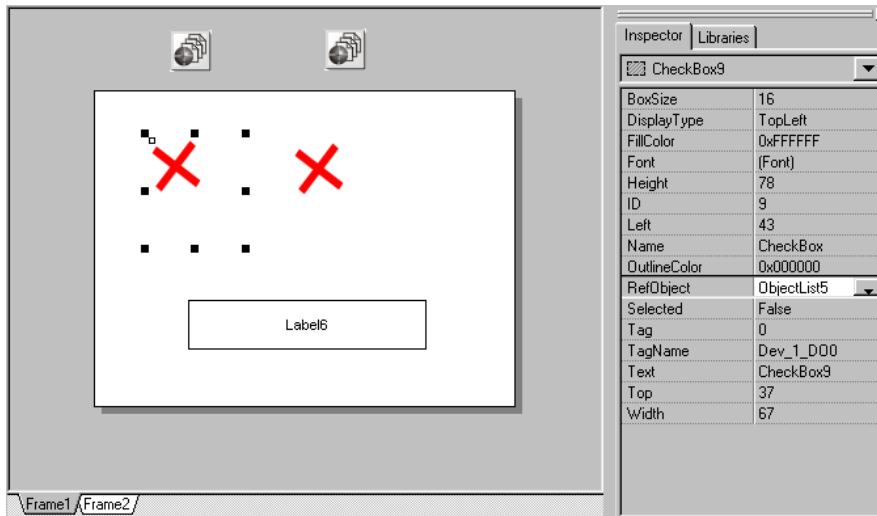 Inspector Libraries
CheckBox9
BoxSize 16
DisplayType TopLeft
FillColor 0xFFFFFF
Font (Font)
Height 78
ID 9
Left 43
Name CheckBox
OutlineColor 0x000000
RefObject ObjectList5
Selected False
Tag 0
TagName Dev_1_DO0
Text CheckBox9
Top 37
Width 67
Label6
Frame1 Frame2